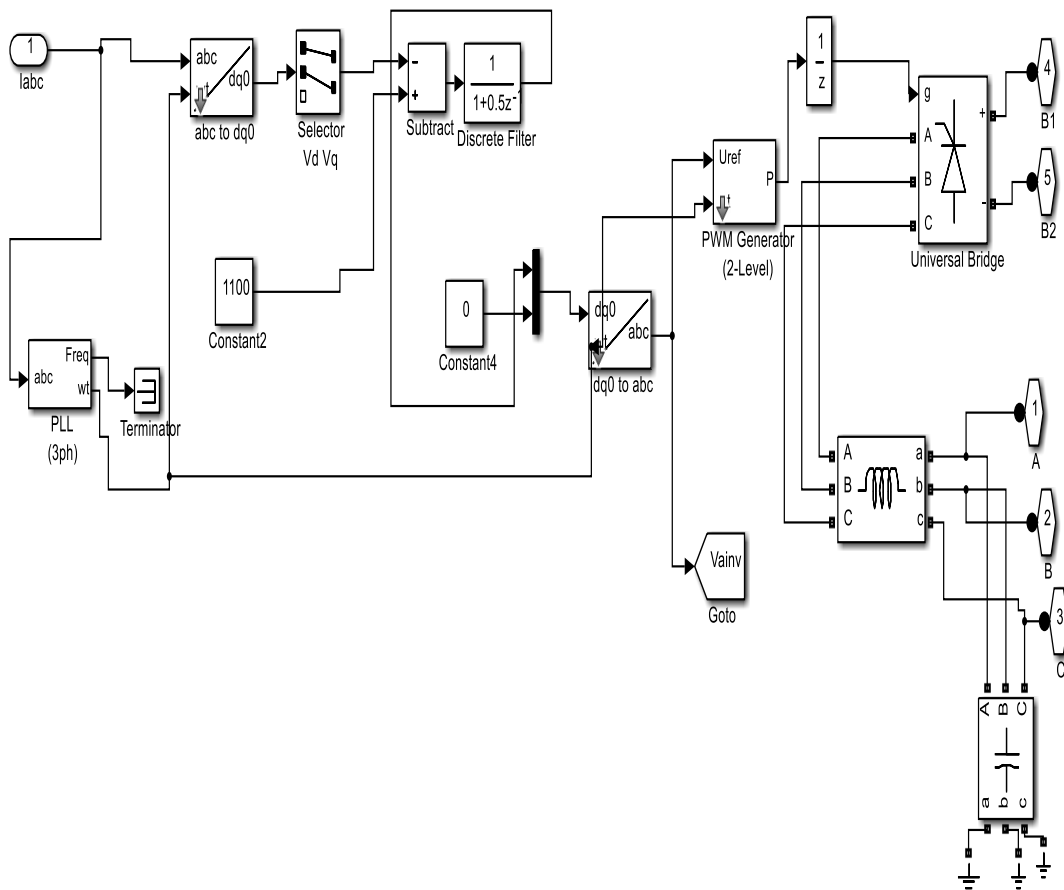 1
Iabc
abc
dq0
abc to dq0
Selector
Vd Vq
-
+
Subtract
1
1+0.5z⁻¹
Discrete Filter
1100
Constant2
0
Constant4
abc
Freq
wt
PLL
(3ph)
Terminator
dq0
abc
dq0 to abc
Uref
P
PWM Generator
(2-Level)
1
z
g
A
B
C
+
-
Universal Bridge
4
B1
5
B2
Vainv
Goto
A
B
C
a
b
c
1
A
2
B
3
C
A
B
C
a
b
c